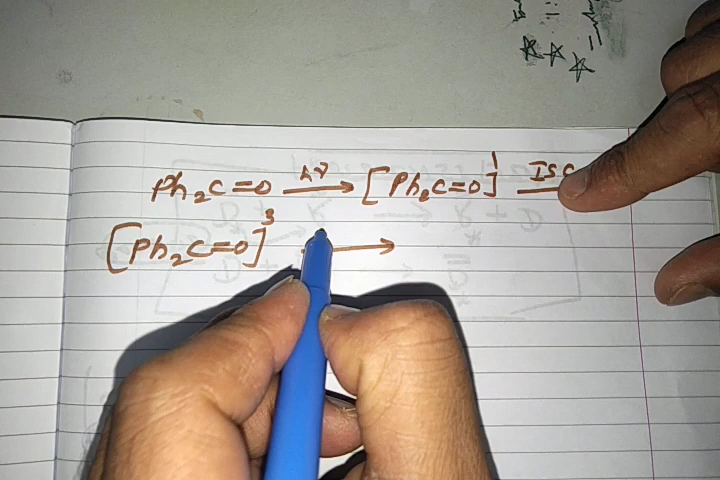 Ph₂C=O —hν→ [Ph₂C=O]¹ —ISC
[Ph₂C=O]³ →